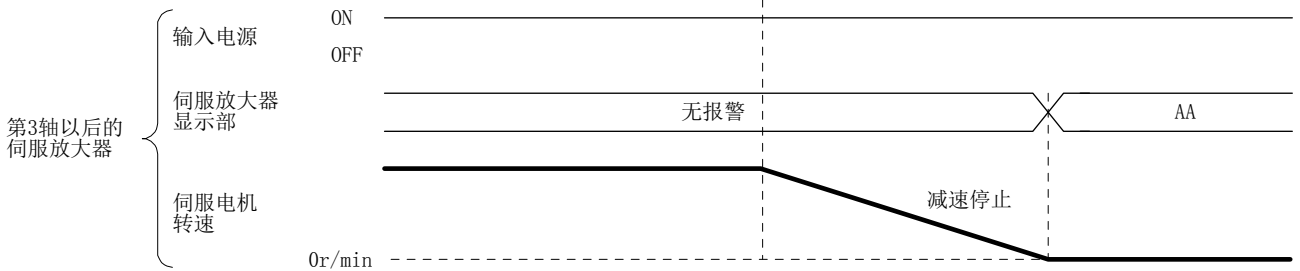 ON
输入电源
OFF
伺服放大器
显示部
无报警
AA
第3轴以后的
伺服放大器
伺服电机
转速
减速停止
0r/min